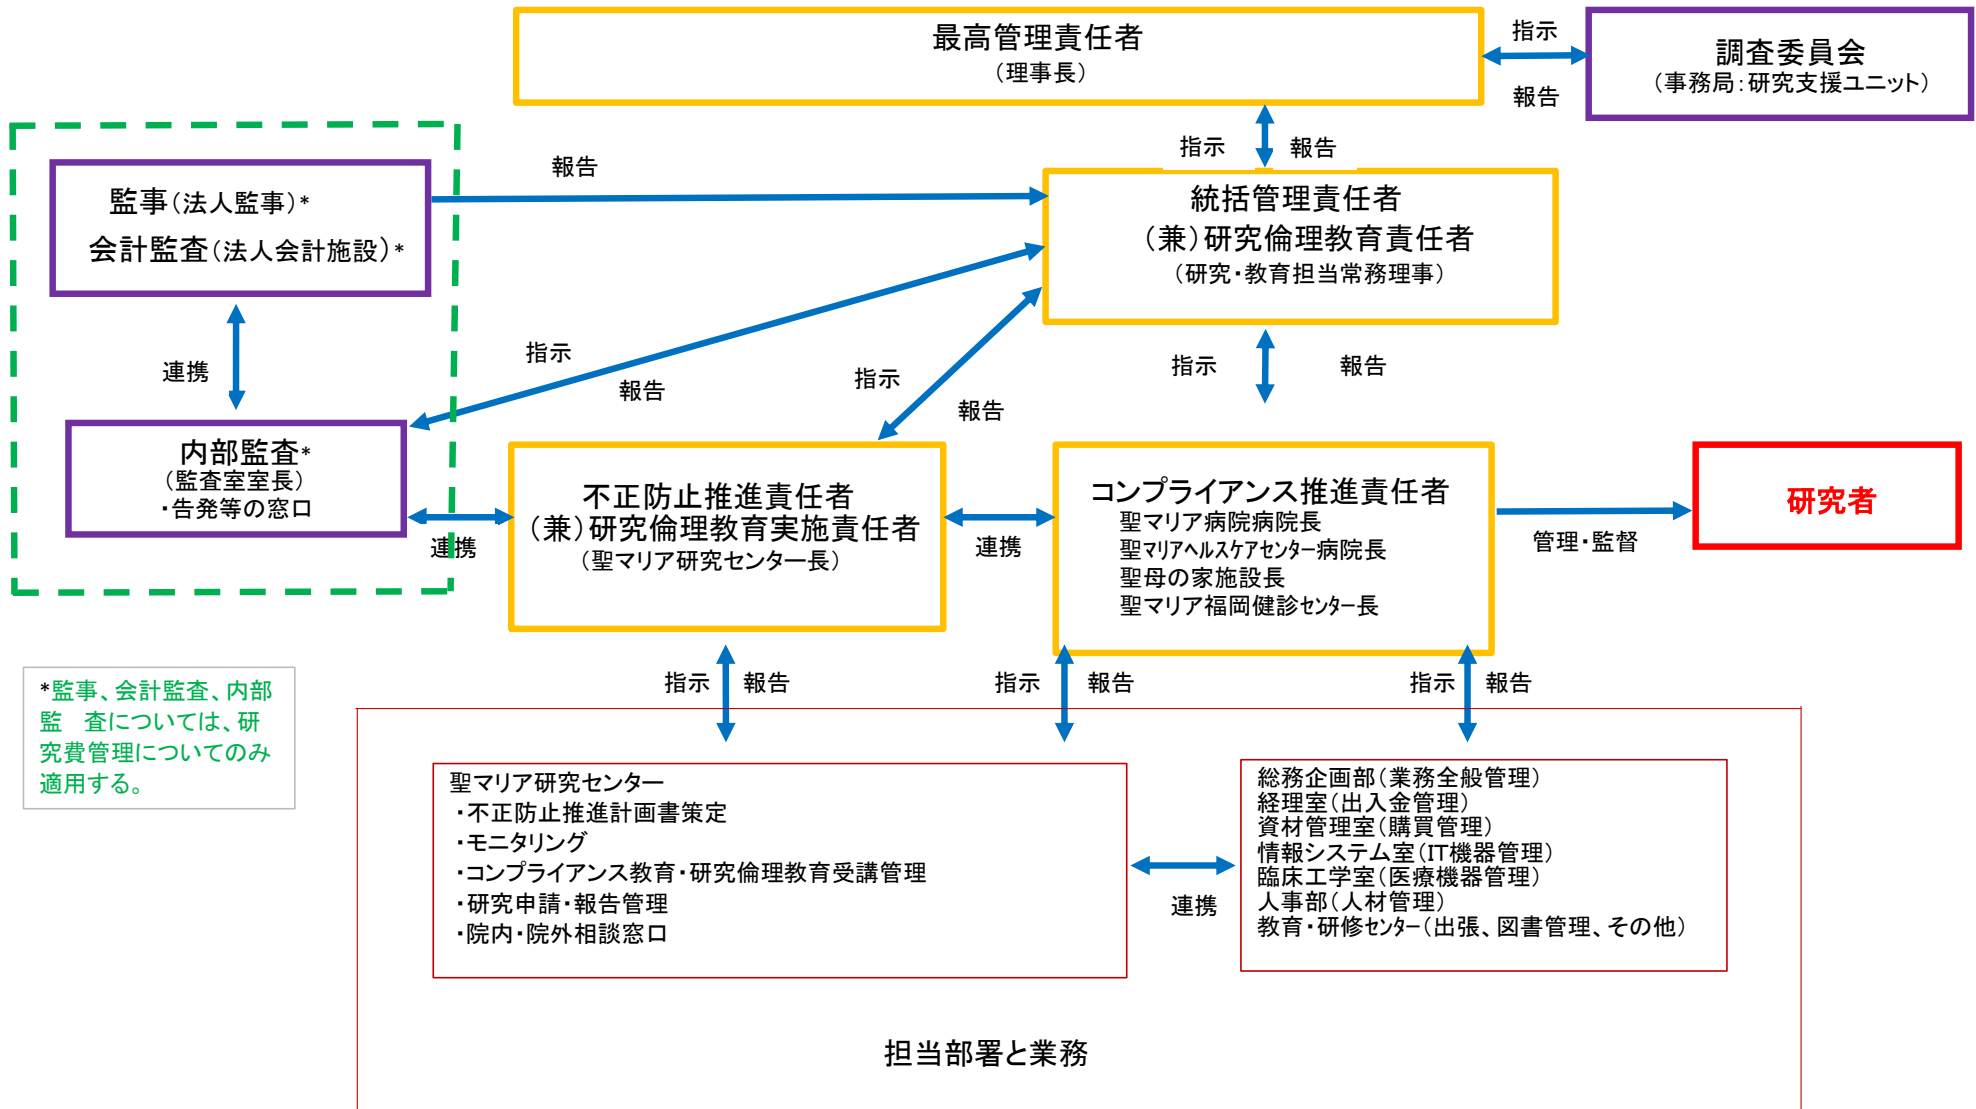 最高管理責任者
（理事長）
指示
報告
調査委員会
（事務局：研究支援ユニット）
指示
報告
監事（法人監事）*
会計監査（法人会計施設）*
報告
統括管理責任者
（兼）研究倫理教育責任者
（研究・教育担当常務理事）
連携
指示
報告
指示
報告
指示
報告
内部監査*
（監査室室長）
・告発等の窓口
連携
不正防止推進責任者
（兼）研究倫理教育実施責任者
（聖マリア研究センター長）
連携
コンプライアンス推進責任者
聖マリア病院病院長
聖マリアヘルスケアセンター病院長
聖母の家施設長
聖マリア福岡健診センター長
管理・監督
研究者
*監事、会計監査、内部
監　査については、研
究費管理についてのみ
適用する。
指示
報告
指示
報告
指示
報告
聖マリア研究センター
・不正防止推進計画書策定
・モニタリング
・コンプライアンス教育・研究倫理教育受講管理
・研究申請・報告管理
・院内・院外相談窓口
連携
総務企画部（業務全般管理）
経理室（出入金管理）
資材管理室（購買管理）
情報システム室（IT機器管理）
臨床工学室（医療機器管理）
人事部（人材管理）
教育・研修センター（出張、図書管理、その他）
担当部署と業務